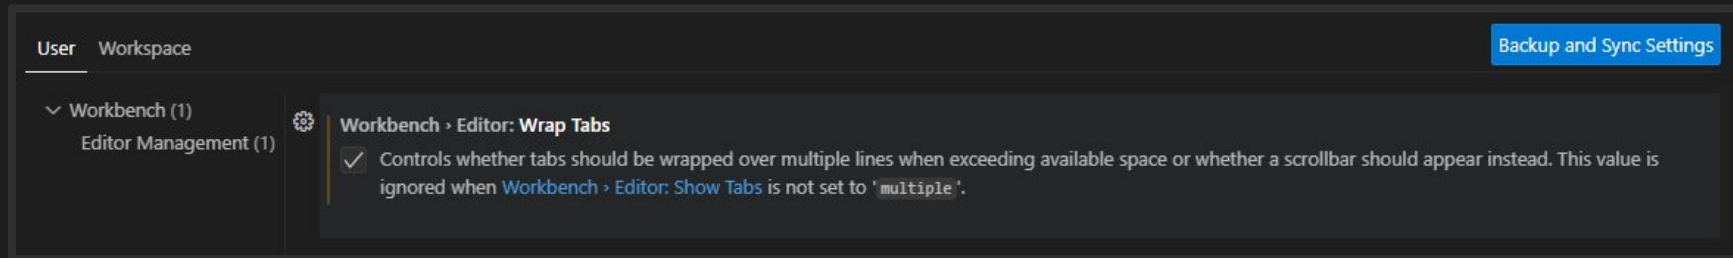 User Workspace Backup and Sync Settings
Workbench (1)
Editor Management (1)
Workbench › Editor: Wrap Tabs
Controls whether tabs should be wrapped over multiple lines when exceeding available space or whether a scrollbar should appear instead. This value is
ignored when Workbench › Editor: Show Tabs is not set to 'multiple'.